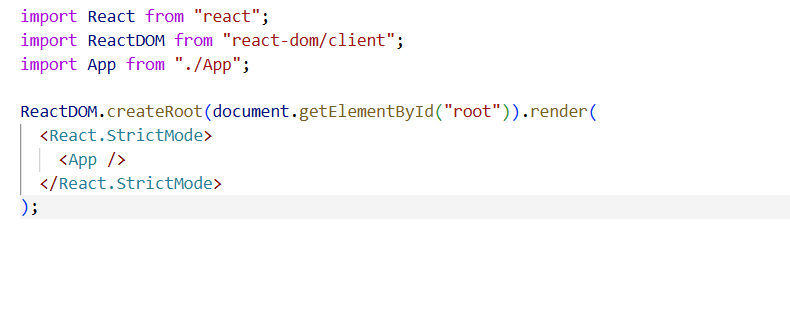 import React from "react";
import ReactDOM from "react-dom/client";
import App from "./App";

ReactDOM.createRoot(document.getElementById("root")).render(
  <React.StrictMode>
    <App />
  </React.StrictMode>
);